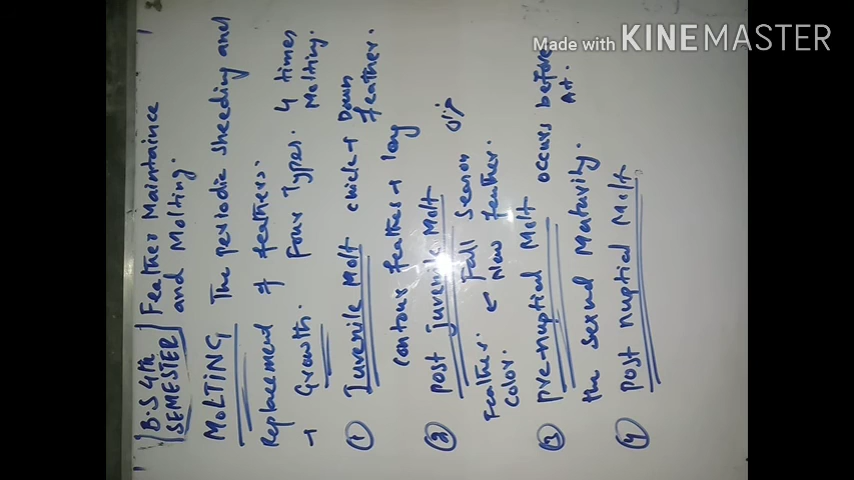 Made with KINEMASTER
B.S 4th
SEMESTER
Feather Maintaince
and Molting.
MOLTING The periodic sheeding and
Replacement of feathers.
→ Growth. Four Types. 4 times
Molting.
① Juvenile Molt chick → Down
feather.
contour feather → long
② post juvenile Molt
Feather. Fall Season
Color. New feather.
③ pre-nuptial Molt occurs before
the sexual Maturity.
④ Post nuptial Molt